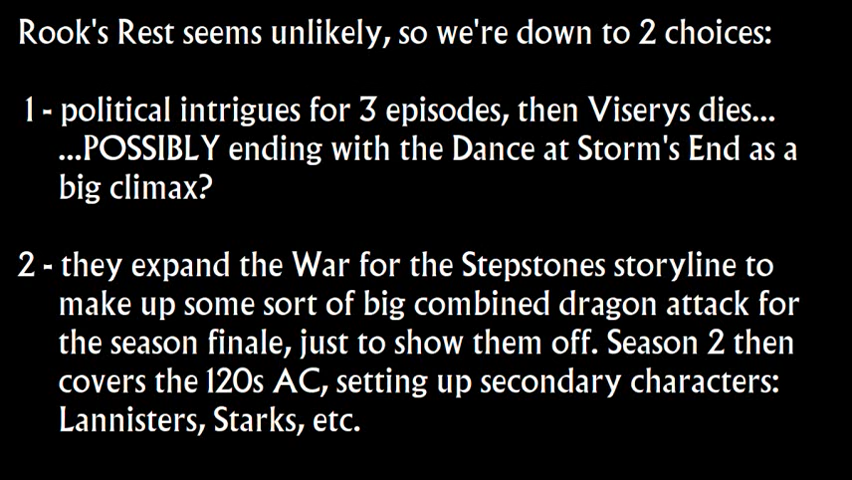 Rook's Rest seems unlikely, so we're down to 2 choices:
1 - political intrigues for 3 episodes, then Viserys dies...
...POSSIBLY ending with the Dance at Storm's End as a
big climax?
2 - they expand the War for the Stepstones storyline to
make up some sort of big combined dragon attack for
the season finale, just to show them off. Season 2 then
covers the 120s AC, setting up secondary characters:
Lannisters, Starks, etc.